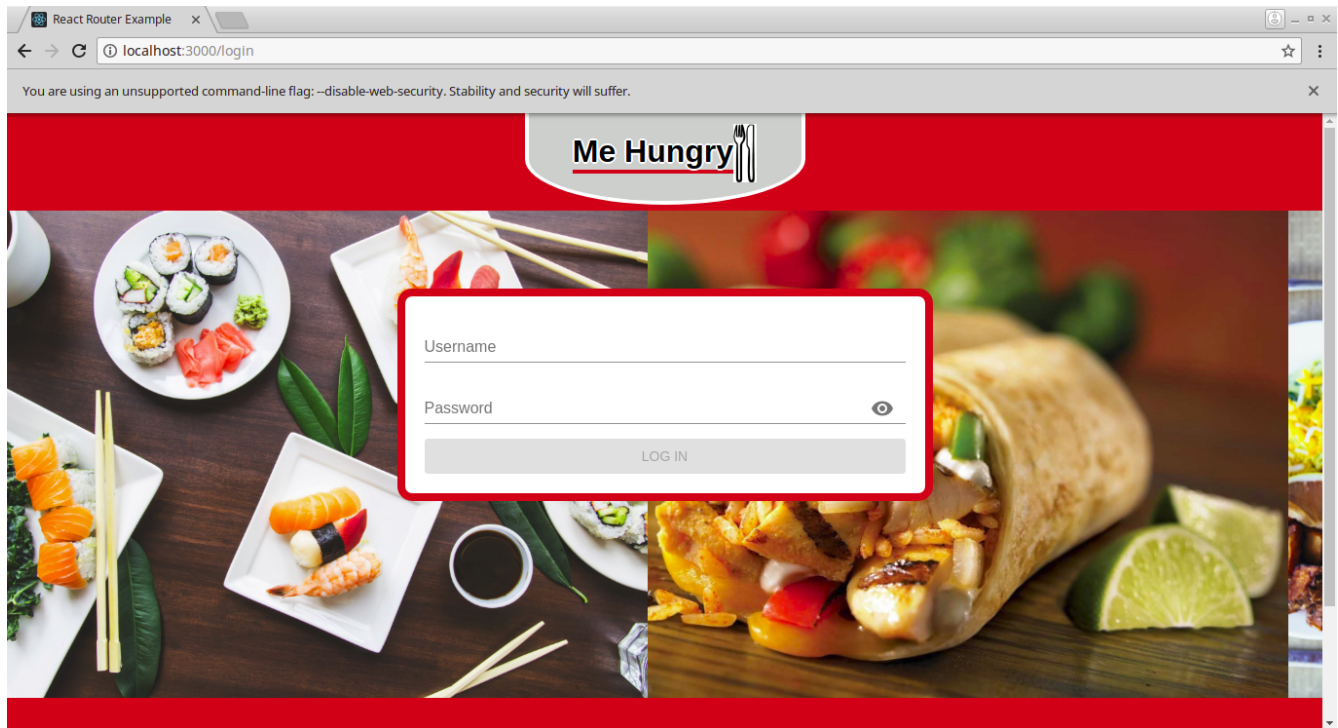 React Router Example
localhost:3000/login
You are using an unsupported command-line flag: --disable-web-security. Stability and security will suffer.
Me Hungry
Username
Password
LOG IN